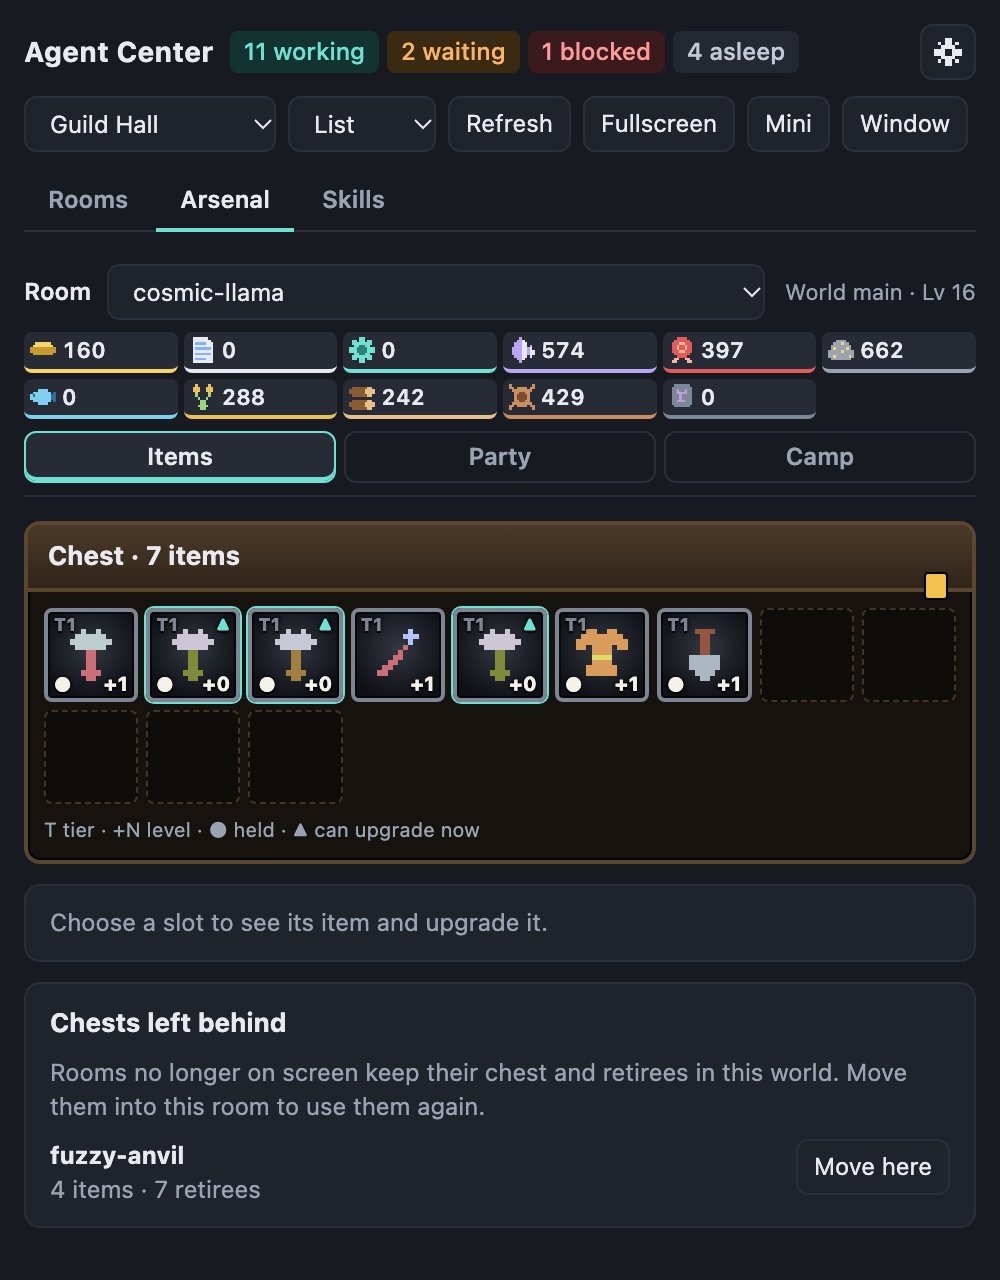 Agent Center 11 working 2 waiting 1 blocked 4 asleep
Guild Hall List Refresh Fullscreen Mini Window
Rooms Arsenal Skills
Room cosmic-llama World main · Lv 16
160 0 0 574 397 662
0 288 242 429 0
Items Party Camp
Chest · 7 items
T1 T1 T1 T1 T1 T1 T1
+1 +0 +0 +1 +0 +1 +1
T tier · +N level · ● held · ▲ can upgrade now
Choose a slot to see its item and upgrade it.
Chests left behind
Rooms no longer on screen keep their chest and retirees in this world. Move
them into this room to use them again.
fuzzy-anvil
4 items · 7 retirees
Move here